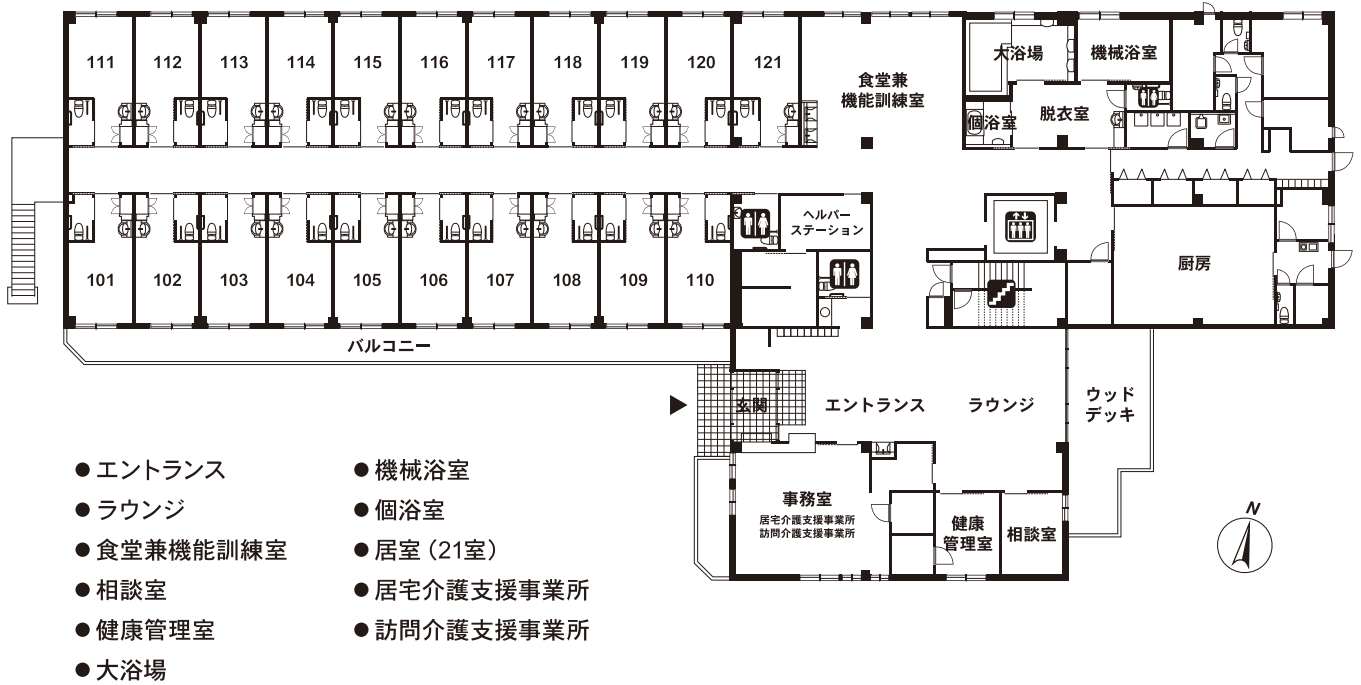 111 112 113 114 115 116 117 118 119 120 121
食堂兼
機能訓練室
大浴場
機械浴室
個浴室
脱衣室
ヘルパー
ステーション
厨房
101 102 103 104 105 106 107 108 109 110
バルコニー
玄関
エントランス
ラウンジ
ウッド
デッキ
事務室
居宅介護支援事業所
訪問介護支援事業所
健康
管理室
相談室
N
● エントランス
● ラウンジ
● 食堂兼機能訓練室
● 相談室
● 健康管理室
● 大浴場
● 機械浴室
● 個浴室
● 居室(21室)
● 居宅介護支援事業所
● 訪問介護支援事業所